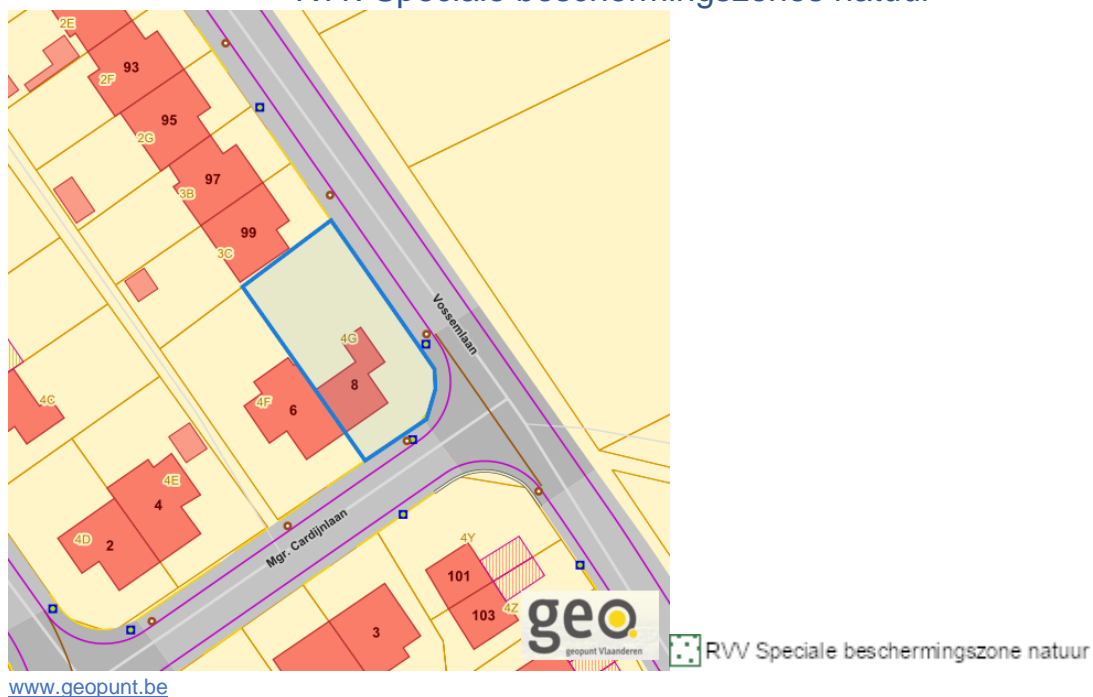 RVV Speciale beschermingszones natuur
2E
93
2F
95
2G
97
3B
99
3C
Vossemlaan
4G
8
4C
4F
6
4E
4
4D
2
Mgr. Cardijnlaan
4Y
101
4Z
103
3
geo.
geopunt Vlaanderen
RVV Speciale beschermingszone natuur
www.geopunt.be